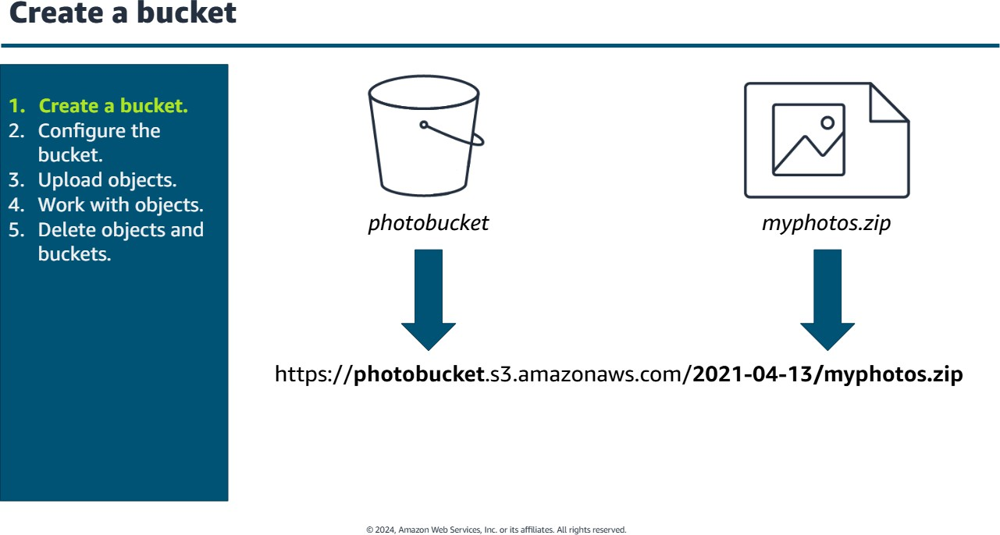 Create a bucket
1. Create a bucket.
2. Configure the
bucket.
3. Upload objects.
4. Work with objects.
5. Delete objects and
buckets.
photobucket
myphotos.zip
https://photobucket.s3.amazonaws.com/2021-04-13/myphotos.zip
© 2024, Amazon Web Services, Inc. or its affiliates. All rights reserved.